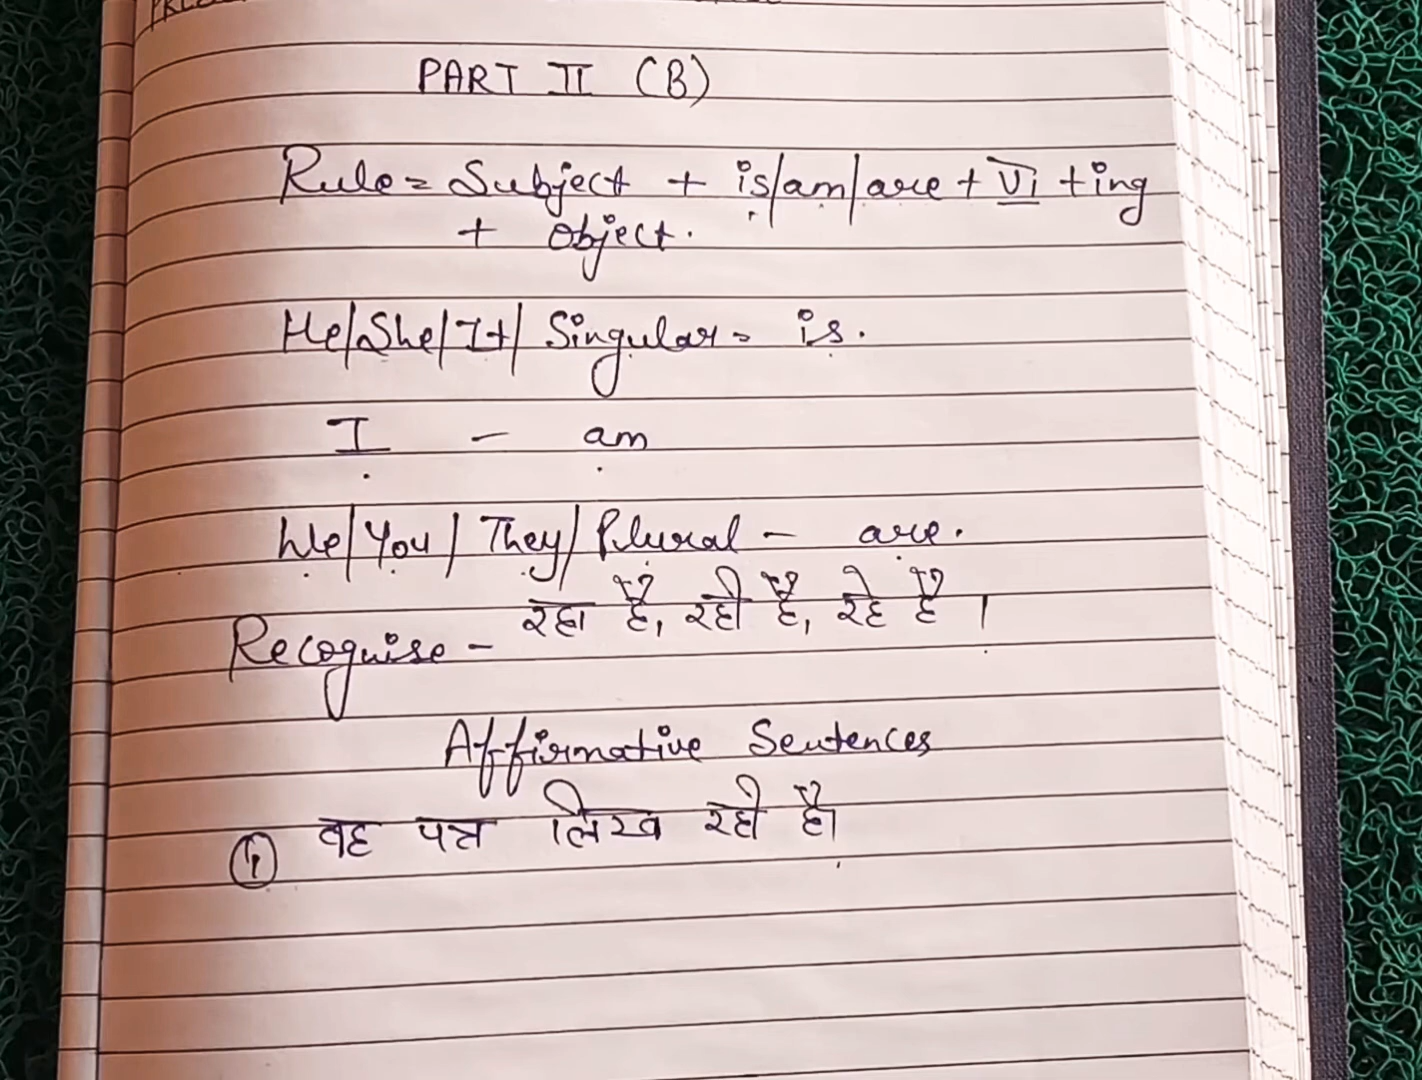 PART II (B)
Rule = Subject + is/am/are + VI + ing
+ object.
He/She/It/ Singular = is.
I - am
We/You/They/Plural - are.
रहा है, रही है, रहे हैं।
Recognise -
Affirmative Sentences
① वह पत्र लिख रही है।